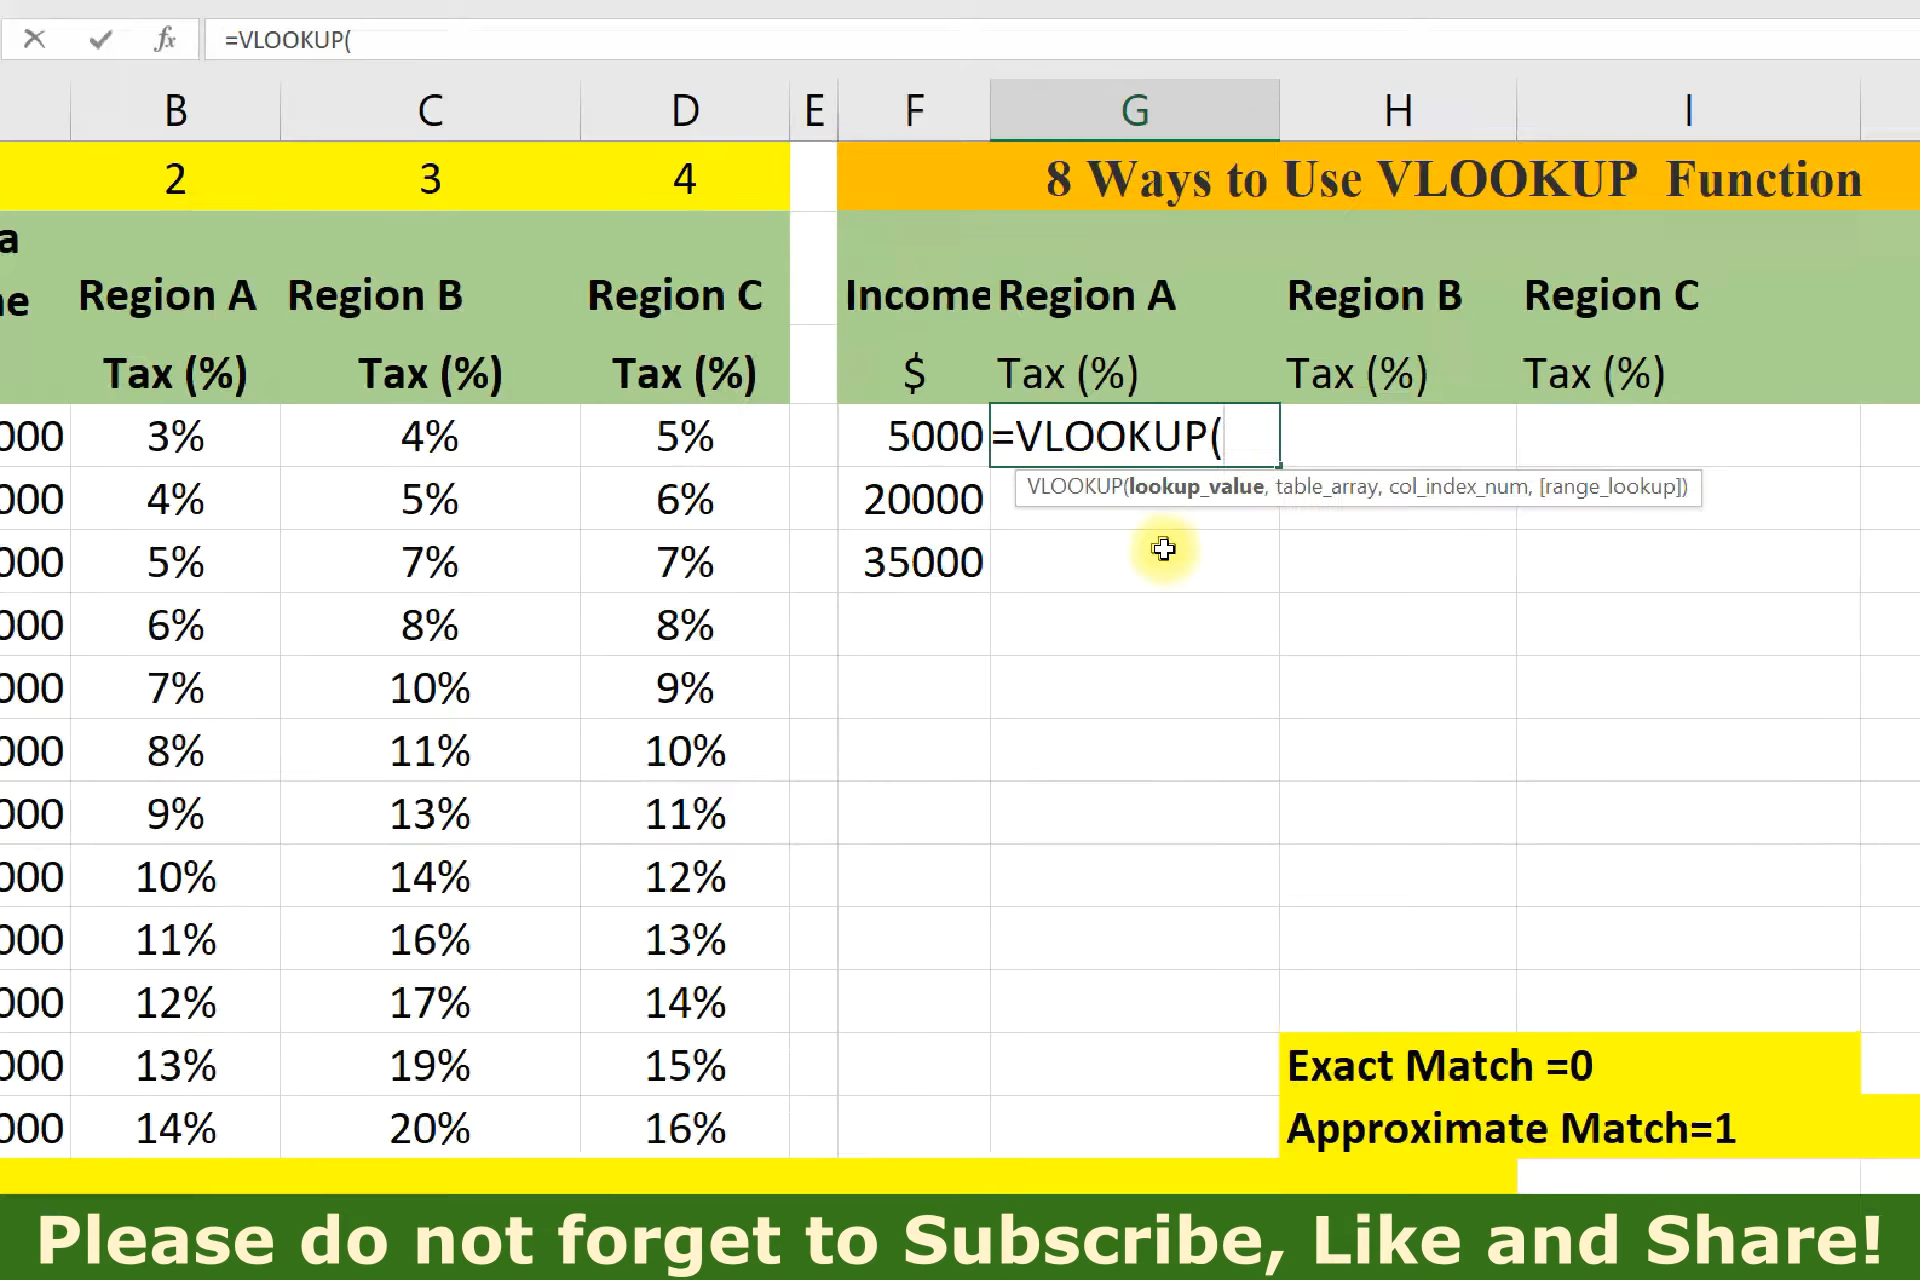 =VLOOKUP(
B C D E F G H I
2 3 4 8 Ways to Use VLOOKUP Function
a
ne Region A Region B Region C Income Region A Region B Region C
Tax (%) Tax (%) Tax (%) $ Tax (%) Tax (%) Tax (%)
000 3% 4% 5% 5000 =VLOOKUP(
VLOOKUP(lookup_value, table_array, col_index_num, [range_lookup])
000 4% 5% 6% 20000
000 5% 7% 7% 35000
000 6% 8% 8%
000 7% 10% 9%
000 8% 11% 10%
000 9% 13% 11%
000 10% 14% 12%
000 11% 16% 13%
000 12% 17% 14%
000 13% 19% 15% Exact Match =0
000 14% 20% 16% Approximate Match=1
Please do not forget to Subscribe, Like and Share!